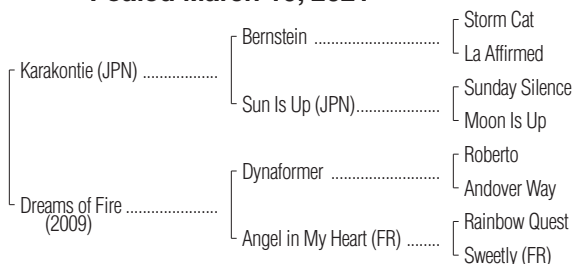 Foaled March 2021
Storm Cat
Bernstein ................................
La Affirmed
Karakontie (JPN) ...................
Sunday Silence
Sun Is Up (JPN).....................
Moon Is Up
Roberto
Dynaformer ............................
Andover Way
Dreams of Fire .......................
(2009)
Rainbow Quest
Angel in My Heart (FR) ........
Sweetly (FR)